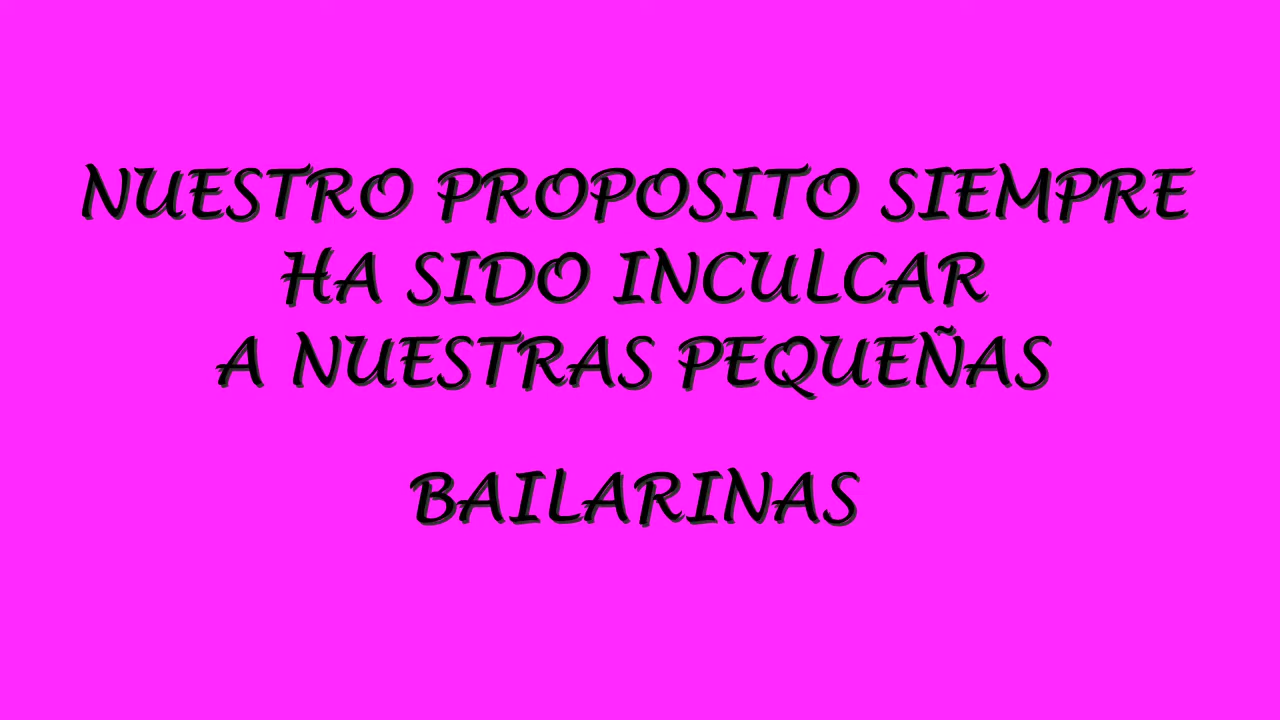 NUESTRO PROPOSITO SIEMPRE
HA SIDO INCULCAR
A NUESTRAS PEQUEÑAS
BAILARINAS